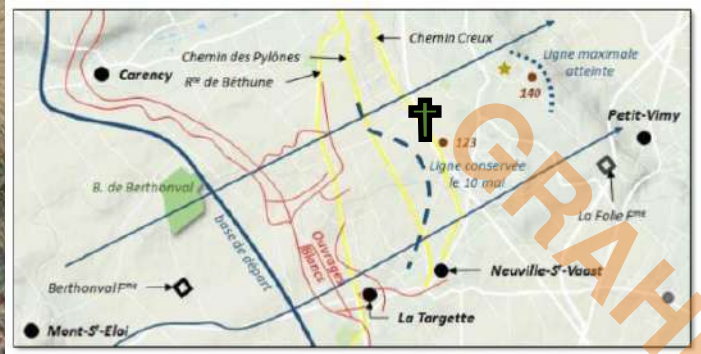 Chemin Creux
Chemin des Pylônes
Rte de Béthune
Carency
Ligne maximale
atteinte
140
Petit-Vimy
123
Ligne conservée
le 10 mai
B. de Berthonval
La Folie Fme
base de départ
Ouvrages
Blancs
Neuville-St-Vaast
Berthonval Fme
La Targette
Mont-St-Eloi
GRAH